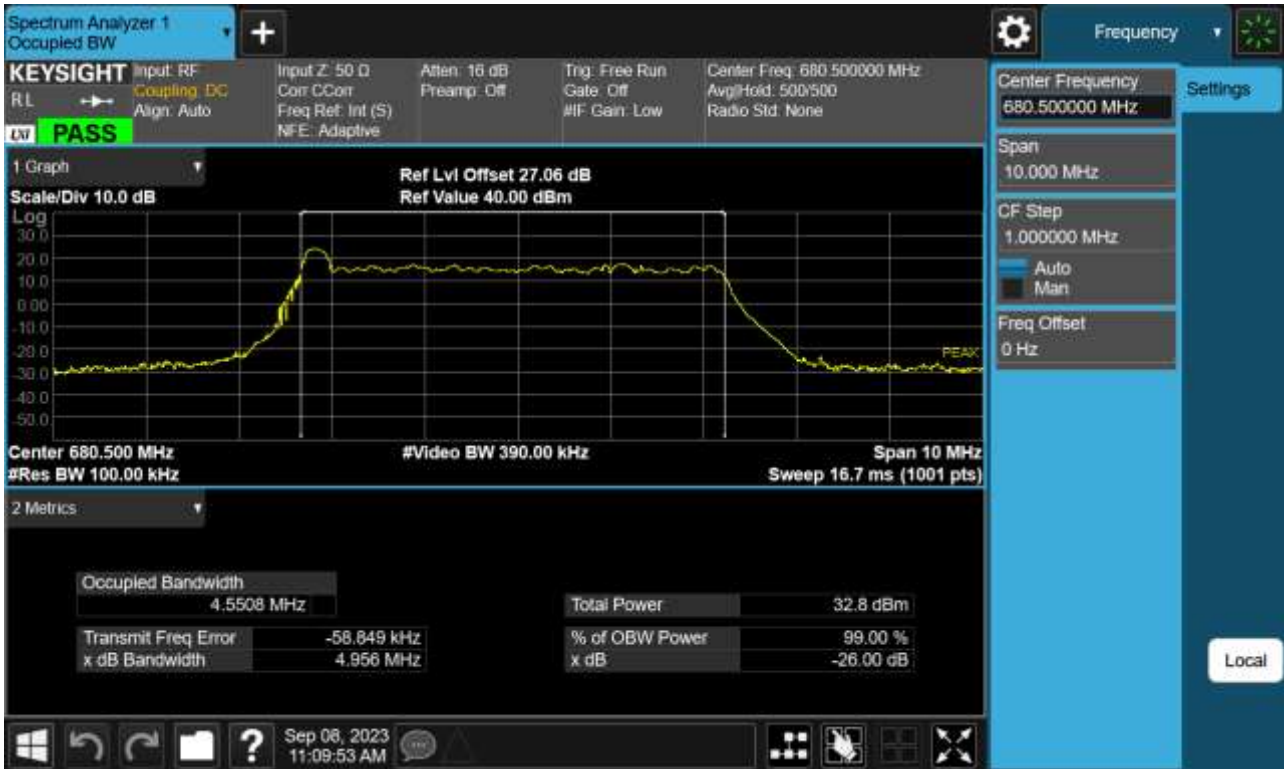 Spectrum Analyzer 1
Occupied BW
Frequency
KEYSIGHT
RL
PASS
Input: RF
Coupling: DC
Align: Auto
Input Z: 50 Ω
Corr CCorr
Freq Ref: Int (S)
NFE: Adaptive
Atten: 16 dB
Preamp: Off
Trig: Free Run
Gate: Off
#IF Gain: Low
Center Freq: 680.500000 MHz
Avg|Hold: 500/500
Radio Std: None
Center Frequency
680.500000 MHz
Settings
Span
10.000 MHz
CF Step
1.000000 MHz
Auto
Man
Freq Offset
0 Hz
Local
1 Graph
Ref Lvl Offset 27.06 dB
Scale/Div 10.0 dB
Ref Value 40.00 dBm
Log
30.0
20.0
10.0
0.00
-10.0
-20.0
-30.0
-40.0
-50.0
PEAK
Center 680.500 MHz
#Video BW 390.00 kHz
Span 10 MHz
#Res BW 100.00 kHz
Sweep 16.7 ms (1001 pts)
2 Metrics
Occupied Bandwidth
4.5508 MHz
Total Power 32.8 dBm
Transmit Freq Error -58.849 kHz
% of OBW Power 99.00 %
x dB Bandwidth 4.956 MHz
x dB -26.00 dB
Sep 08, 2023
11:09:53 AM